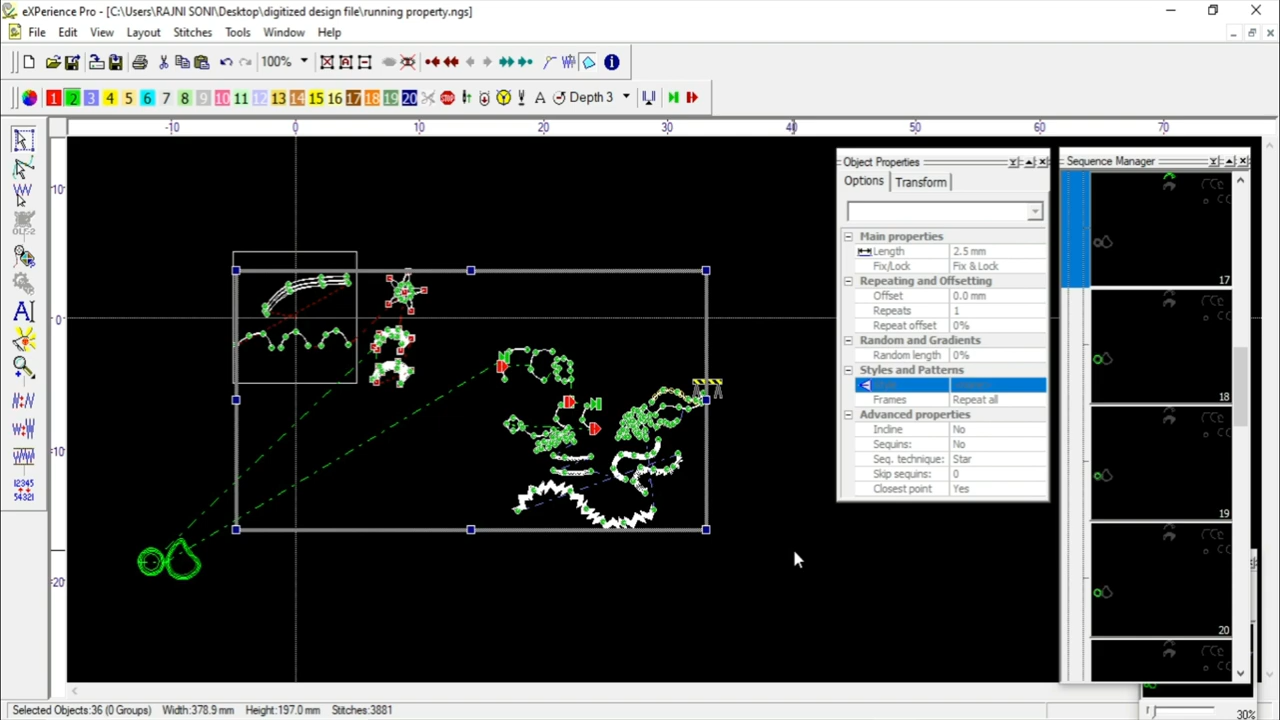 eXPerience Pro - [C:\Users\RAJNI SONI\Desktop\digitized design file\running property.ngs]
File Edit View Layout Stitches Tools Window Help
100%
1 2 3 4 5 6 7 8 9 10 11 12 13 14 15 16 17 18 19 20 STOP A Depth 3
-10 0 10 20 30 40 50 60 70
10
0
-10
-20
12345
54321
Object Properties
Options Transform
Main properties
Length 2.5 mm
Fix/Lock Fix & Lock
Repeating and Offsetting
Offset 0.0 mm
Repeats 1
Repeat offset 0%
Random and Gradients
Random length 0%
Styles and Patterns
Frames Repeat all
Advanced properties
Incline No
Sequins: No
Seq. technique: Star
Skip sequins: 0
Closest point Yes
Sequence Manager
17
18
19
20
30%
Selected Objects:36 (0 Groups) Width:378.9 mm Height:197.0 mm Stitches:3881